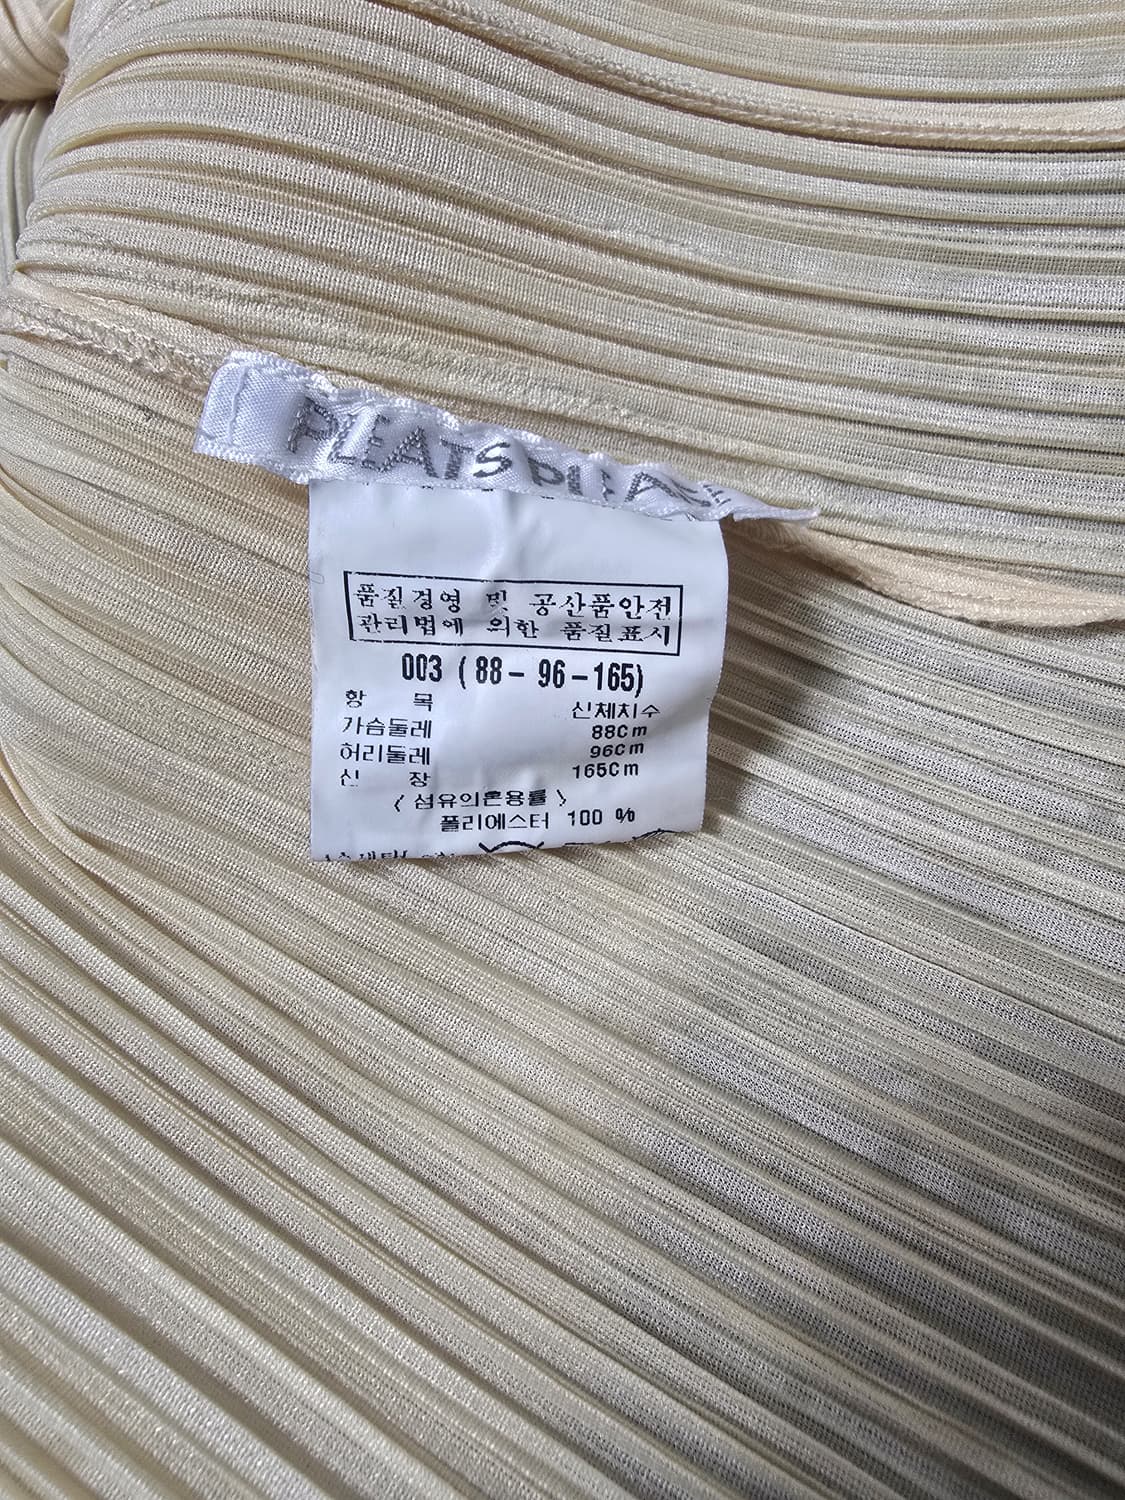 PLEATS PLEASE
품질경영 및 공산품안전
관리법에 의한 품질표시
003 (88-96-165)
항 목 신체치수
가슴둘레 88Cm
허리둘레 96Cm
신 장 165Cm
〈섬유의혼용률〉
폴리에스터 100 %